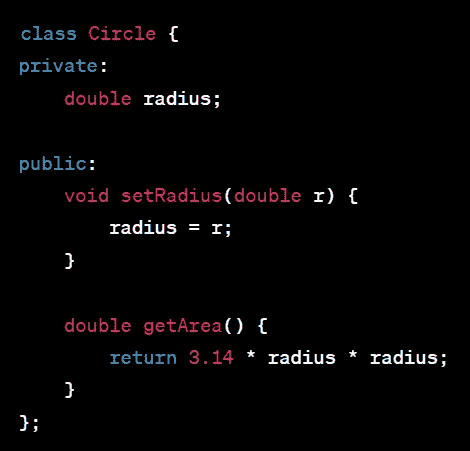 class Circle {
private:
    double radius;

public:
    void setRadius(double r) {
        radius = r;
    }

    double getArea() {
        return 3.14 * radius * radius;
    }
};